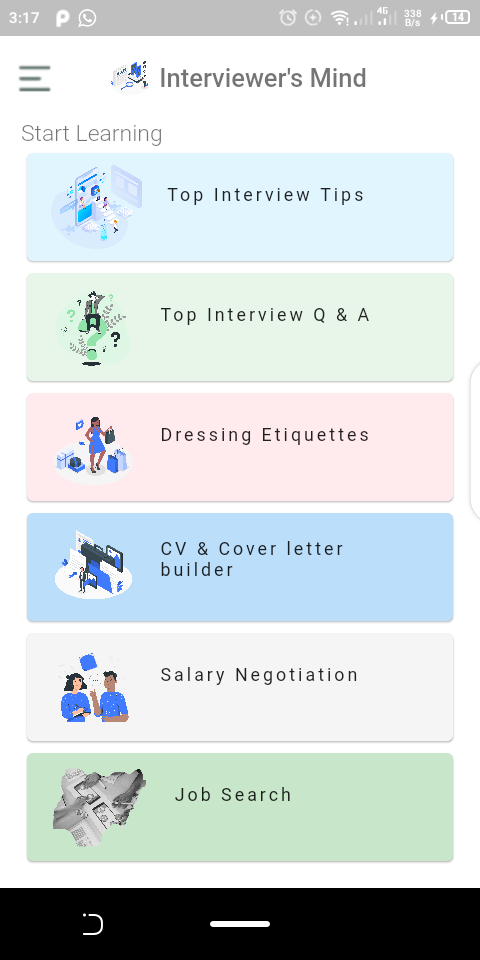 3:17 4G 338 B/s 14
Interviewer's Mind
Start Learning
Top Interview Tips
Top Interview Q & A
Dressing Etiquettes
CV & Cover letter
builder
Salary Negotiation
Job Search